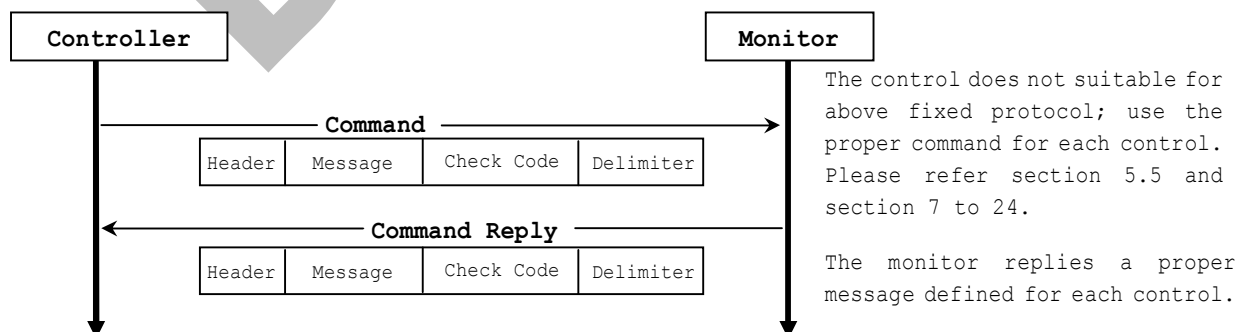 Controller
Monitor
Command
Header Message Check Code Delimiter
Command Reply
Header Message Check Code Delimiter
The control does not suitable for
above fixed protocol; use the
proper command for each control.
Please refer section 5.5 and
section 7 to 24.
The monitor replies a proper
message defined for each control.